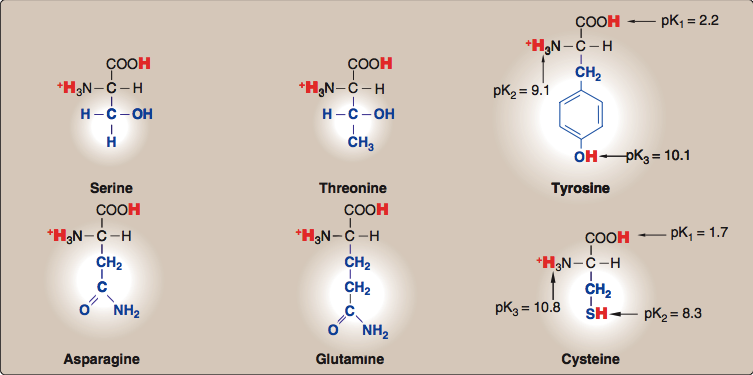 COOH
+H3N–C–H
H–C–OH
H
Serine
COOH
+H3N–C–H
H–C–OH
CH3
Threonine
COOH
pK1 = 2.2
+H3N–C–H
CH2
pK2 = 9.1
OH
pK3 = 10.1
Tyrosine
COOH
+H3N–C–H
CH2
C
O NH2
Asparagine
COOH
+H3N–C–H
CH2
CH2
C
O NH2
Glutamine
COOH
pK1 = 1.7
+H3N–C–H
CH2
pK3 = 10.8
SH
pK2 = 8.3
Cysteine